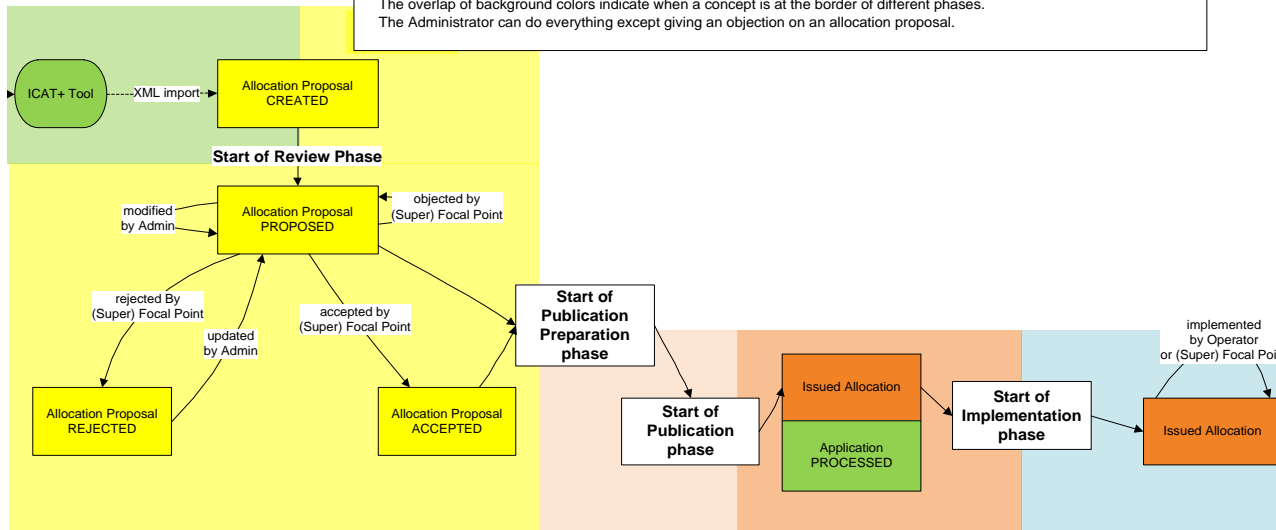 The overlap of background colors indicate when a concept is at the border of different phases.
The Administrator can do everything except giving an objection on an allocation proposal.
ICAT+ Tool
XML import
Allocation Proposal
CREATED
Start of Review Phase
modified
by Admin
Allocation Proposal
PROPOSED
objected by
(Super) Focal Point
rejected By
(Super) Focal Point
updated
by Admin
accepted by
(Super) Focal Point
Start of
Publication
Preparation
phase
Allocation Proposal
REJECTED
Allocation Proposal
ACCEPTED
Start of
Publication
phase
Issued Allocation
Application
PROCESSED
Start of
Implementation
phase
implemented
by Operator
or (Super) Focal Poi
Issued Allocation